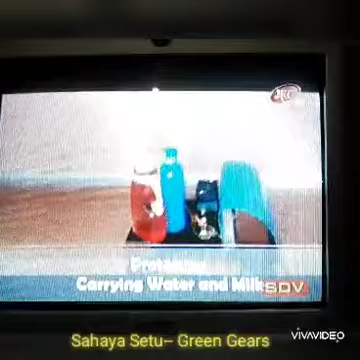 Carrying Water and Milk
SDV
Sahaya Setu– Green Gears
VIVAVIDEO